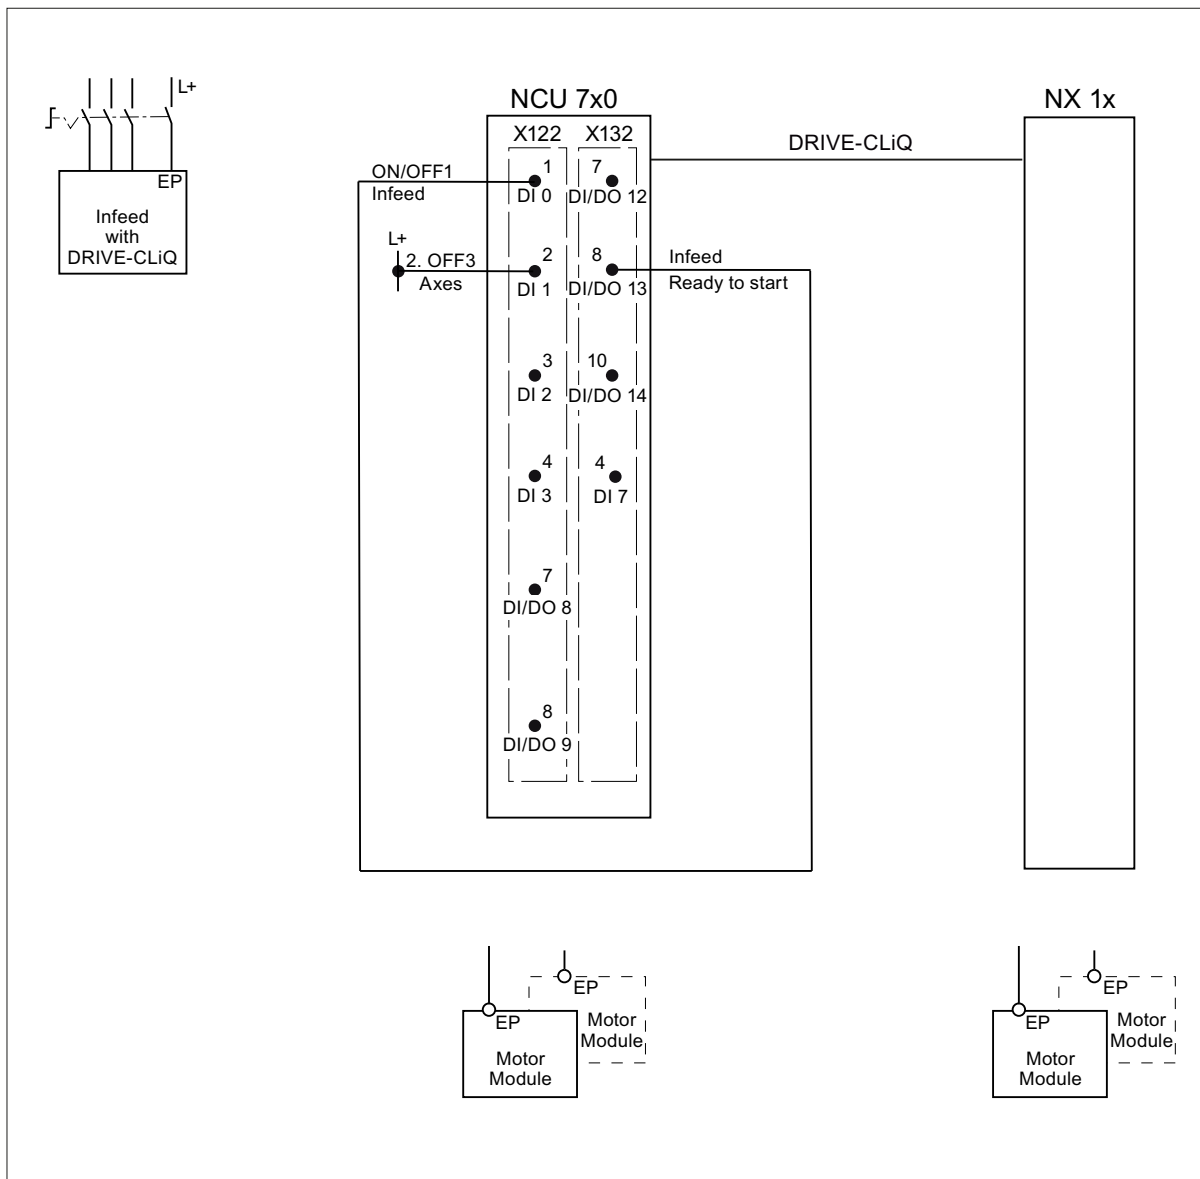 L+
EP
Infeed
with
DRIVE-CLiQ
NCU 7x0
NX 1x
X122
X132
DRIVE-CLiQ
ON/OFF1
Infeed
1
DI 0
7
DI/DO 12
L+
2. OFF3
Axes
2
DI 1
8
DI/DO 13
Infeed
Ready to start
3
DI 2
10
DI/DO 14
4
DI 3
4
DI 7
7
DI/DO 8
8
DI/DO 9
EP
Motor
Module
EP
Motor
Module
EP
Motor
Module
EP
Motor
Module